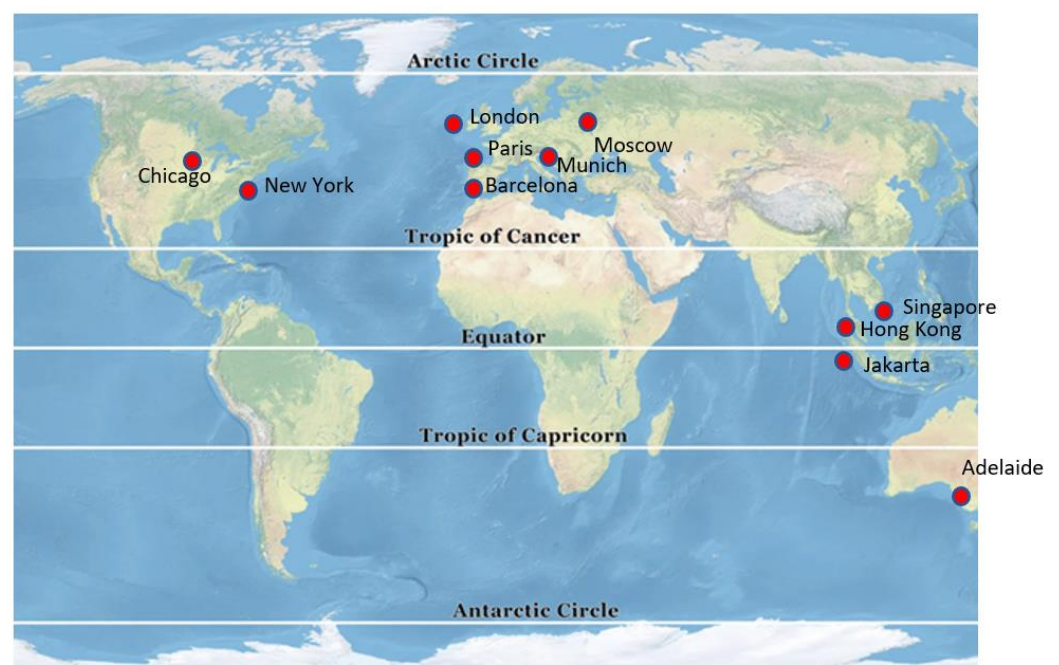 Arctic Circle
London
Paris
Moscow
Munich
Chicago
New York
Barcelona
Tropic of Cancer
Singapore
Hong Kong
Equator
Jakarta
Tropic of Capricorn
Adelaide
Antarctic Circle